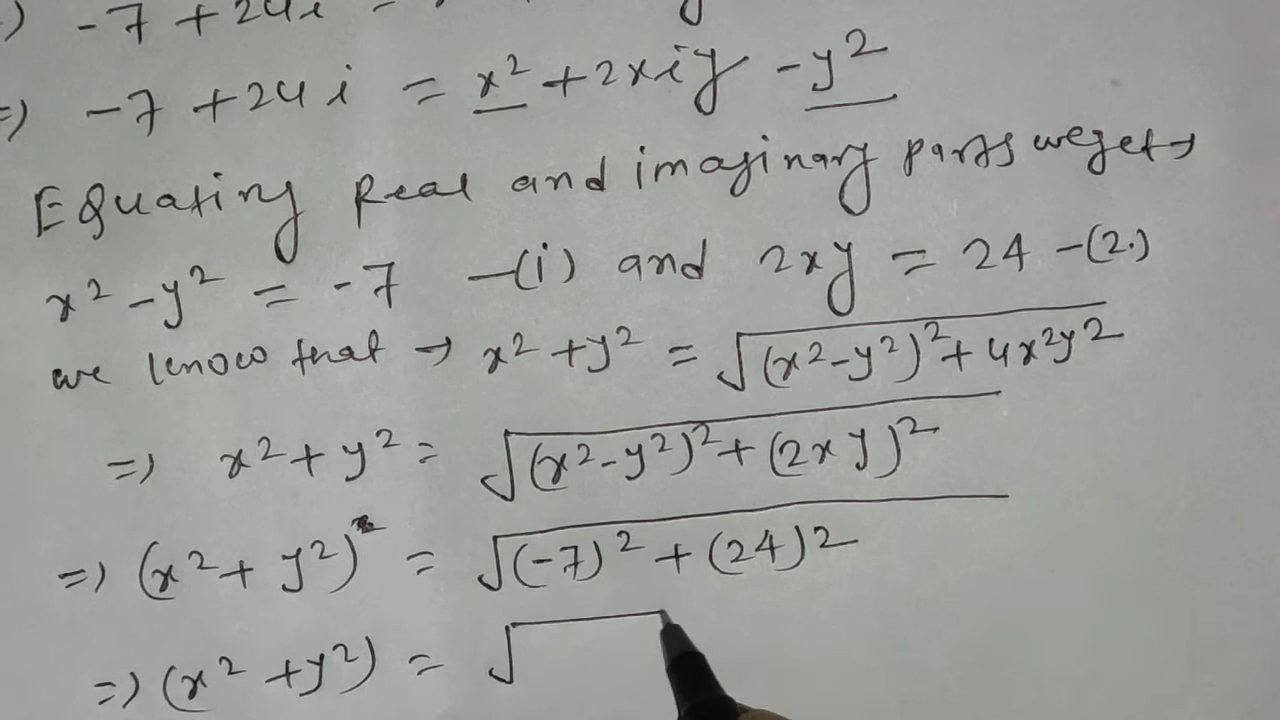 ⇒) -7 + 24i =
⇒) -7 + 24i = x² + 2xiy - y²
Equating Real and imaginary parts we get →
x² - y² = -7 -(i) and 2xy = 24 -(2.)
we know that → x² + y² = √(x² - y²)² + 4x²y²
⇒) x² + y² = √(x² - y²)² + (2xy)²
⇒) (x² + y²) = √(-7)² + (24)2
⇒) (x² + y²) = √